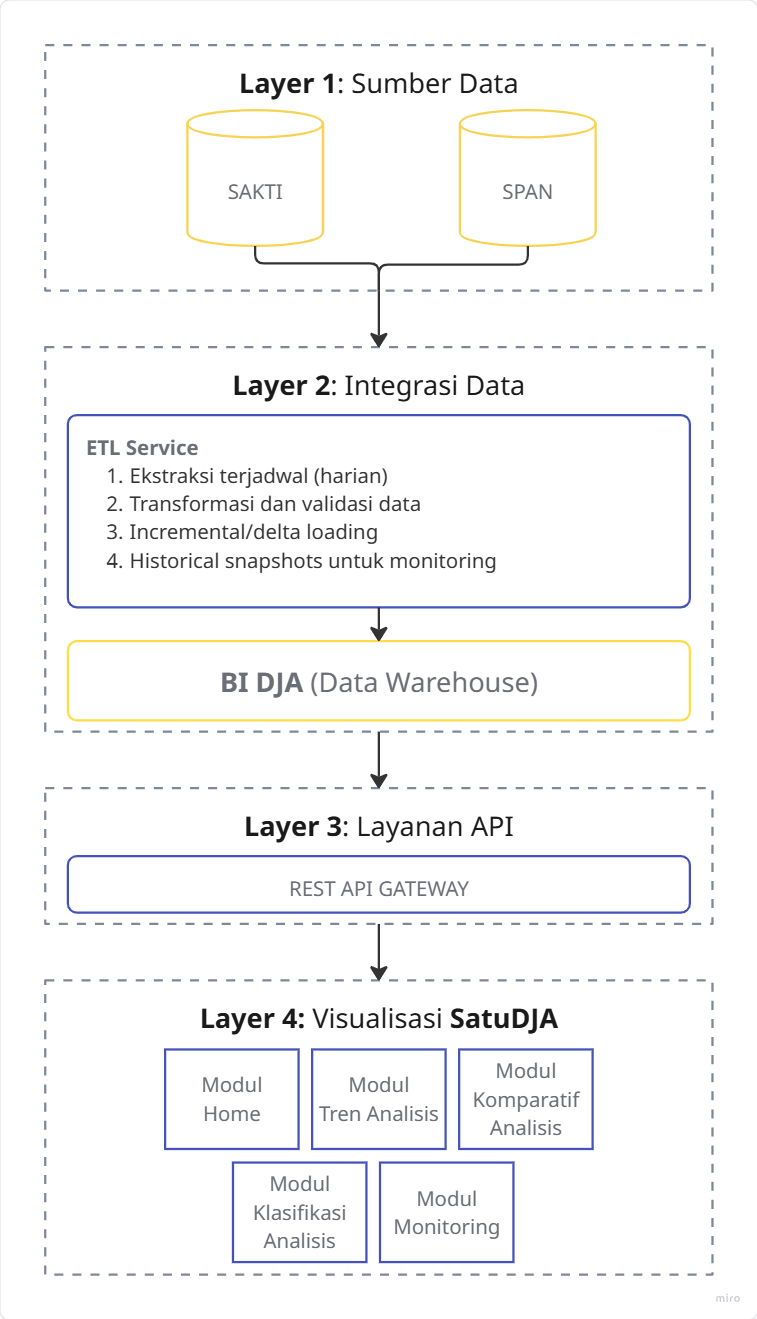 Layer 1: Sumber Data
SAKTI
SPAN
Layer 2: Integrasi Data
ETL Service
1. Ekstraksi terjadwal (harian)
2. Transformasi dan validasi data
3. Incremental/delta loading
4. Historical snapshots untuk monitoring
BI DJA (Data Warehouse)
Layer 3: Layanan API
REST API GATEWAY
Layer 4: Visualisasi SatuDJA
Modul
Home
Modul
Tren Analisis
Modul
Komparatif
Analisis
Modul
Klasifikasi
Analisis
Modul
Monitoring
miro